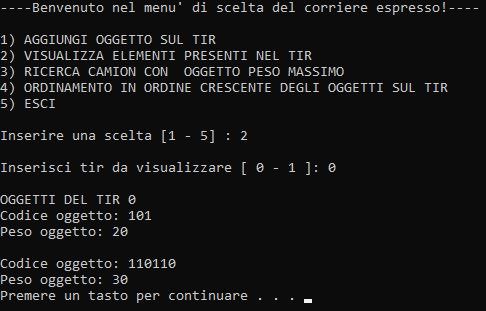 ----Benvenuto nel menu' di scelta del corriere espresso!----
1) AGGIUNGI OGGETTO SUL TIR
2) VISUALIZZA ELEMENTI PRESENTI NEL TIR
3) RICERCA CAMION CON  OGGETTO PESO MASSIMO
4) ORDINAMENTO IN ORDINE CRESCENTE DEGLI OGGETTI SUL TIR
5) ESCI
Inserire una scelta [1 - 5] : 2
Inserisci tir da visualizzare [ 0 - 1 ]: 0
OGGETTI DEL TIR 0
Codice oggetto: 101
Peso oggetto: 20
Codice oggetto: 110110
Peso oggetto: 30
Premere un tasto per continuare . . .